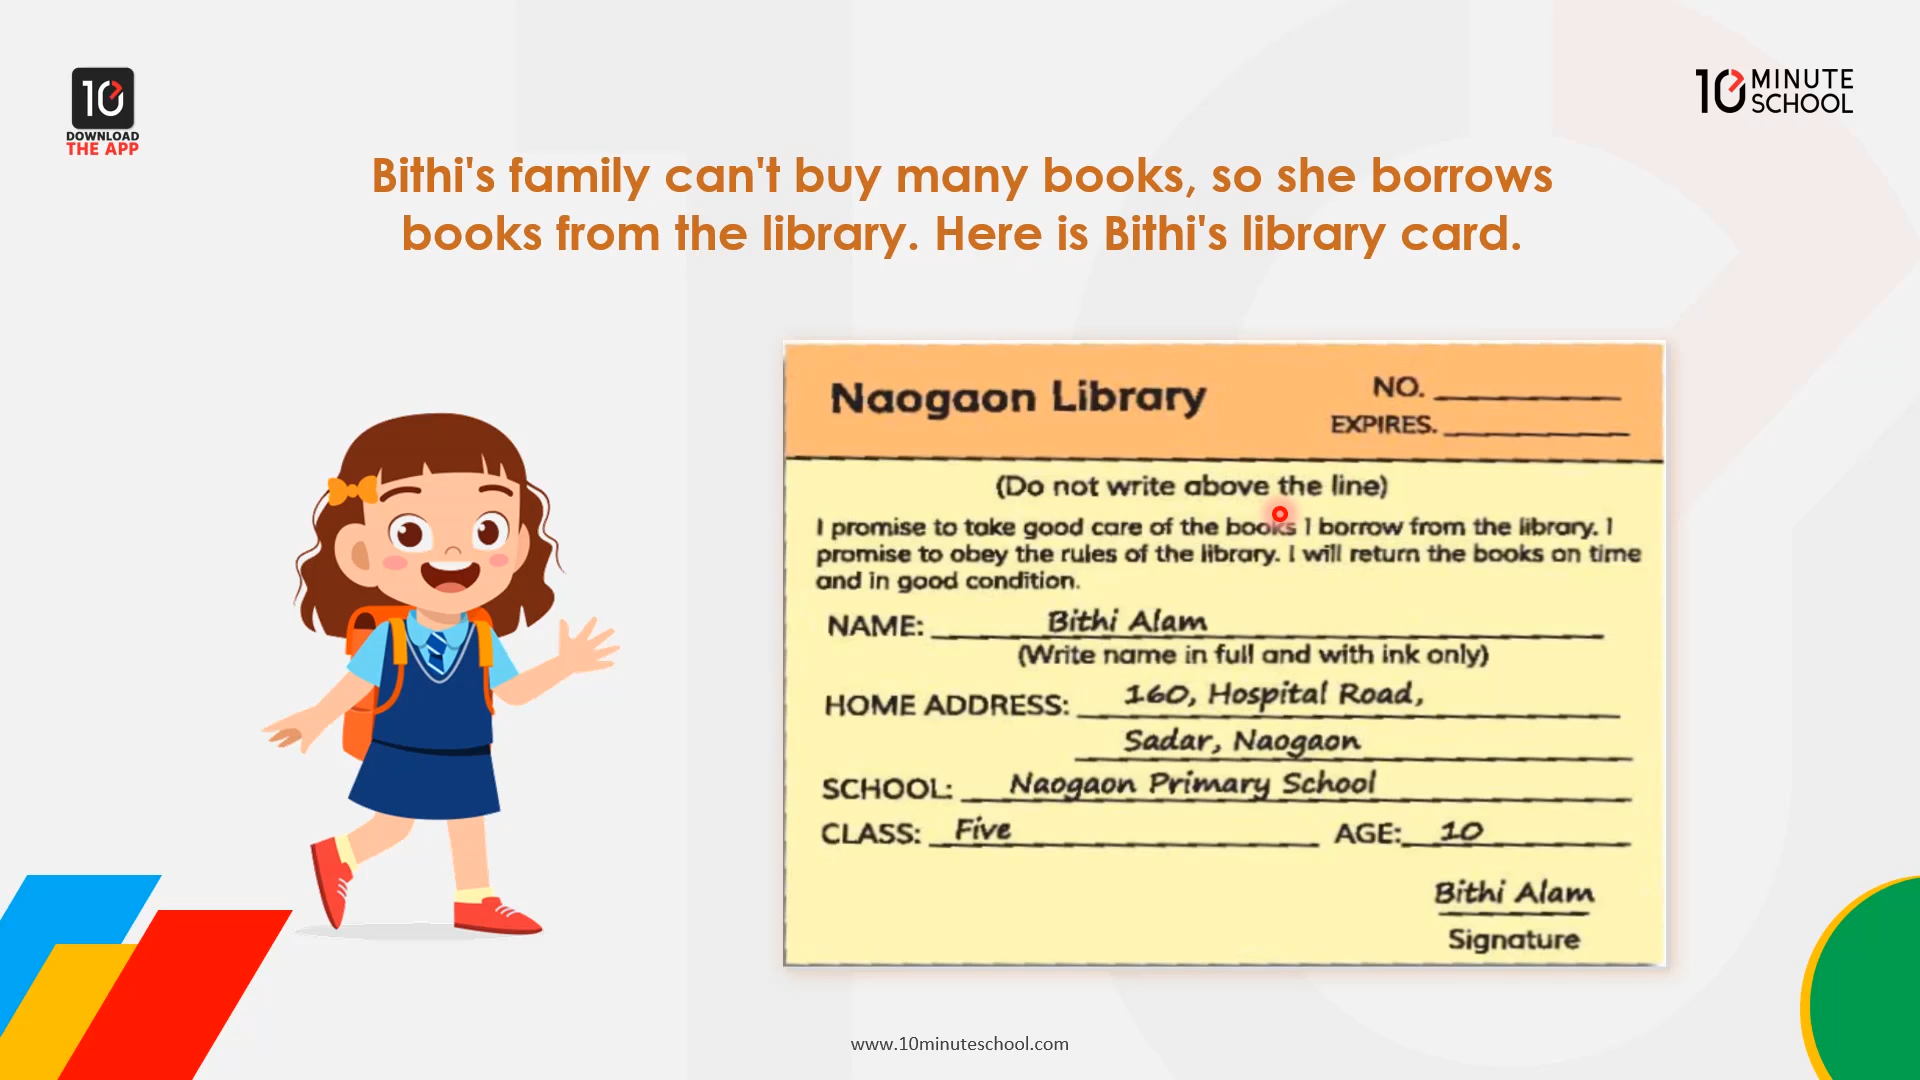 10
DOWNLOAD
THE APP
10 MINUTE
SCHOOL
Bithi's family can't buy many books, so she borrows
books from the library. Here is Bithi's library card.
Naogaon Library
NO.
EXPIRES.
(Do not write above the line)
I promise to take good care of the books I borrow from the library. I
promise to obey the rules of the library. I will return the books on time
and in good condition.
NAME: Bithi Alam
(Write name in full and with ink only)
HOME ADDRESS: 160, Hospital Road,
Sadar, Naogaon
SCHOOL: Naogaon Primary School
CLASS: Five AGE: 10
Bithi Alam
Signature
www.10minuteschool.com